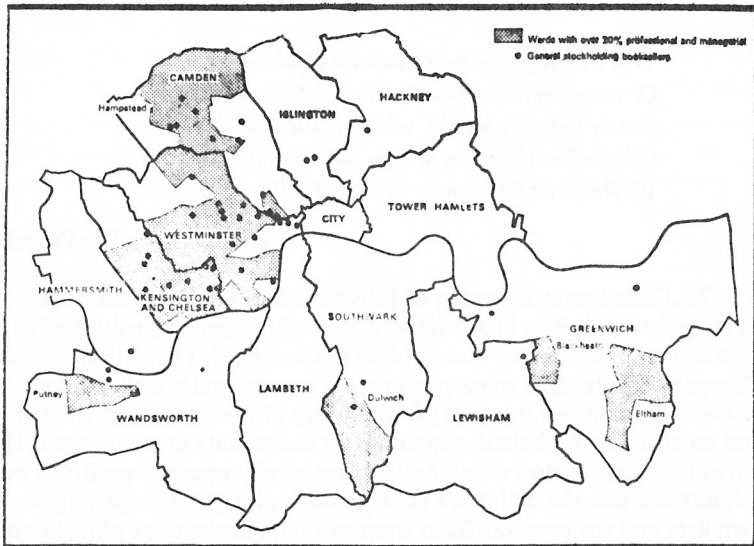 Wards with over 20% professional and managerial
General stockholding booksellers
CAMDEN
Hampstead
ISLINGTON
HACKNEY
CITY
TOWER HAMLETS
WESTMINSTER
HAMMERSMITH
KENSINGTON
AND CHELSEA
SOUTHWARK
GREENWICH
Blackheath
Putney
WANDSWORTH
LAMBETH
Dulwich
LEWISHAM
Eltham